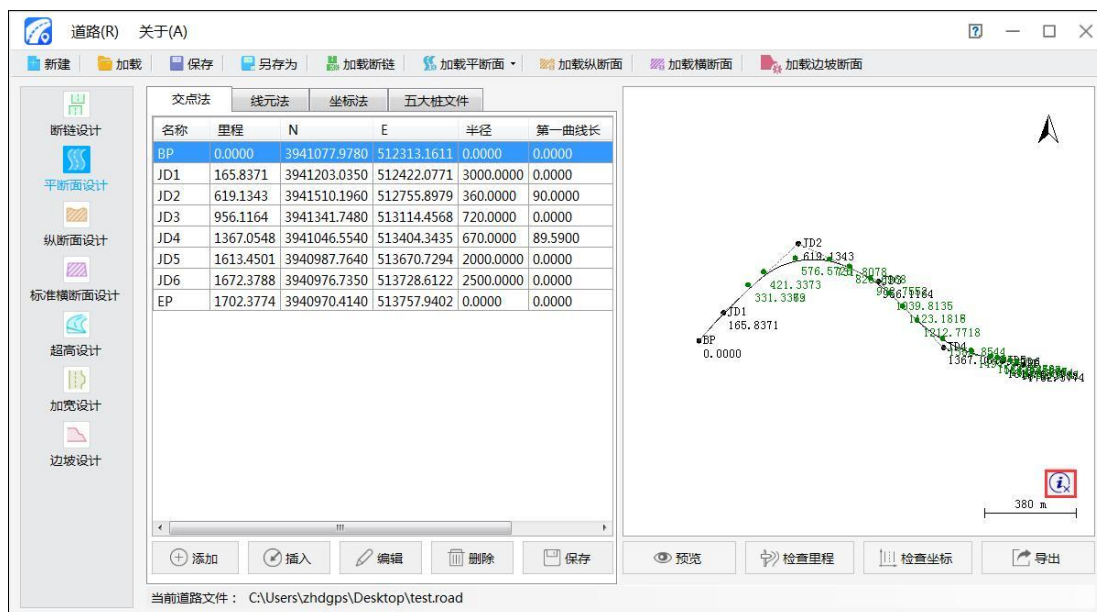 道路(R) 关于(A)
新建 加载 保存 另存为 加载断链 加载平断面 加载纵断面 加载横断面 加载边坡断面
断链设计
平断面设计
纵断面设计
标准横断面设计
超高设计
加宽设计
边坡设计
交点法 线元法 坐标法 五大桩文件
名称 里程 N E 半径 第一曲线长
BP 0.0000 3941077.9780 512313.1611 0.0000 0.0000
JD1 165.8371 3941203.0350 512422.0771 3000.0000 0.0000
JD2 619.1343 3941510.1960 512755.8979 360.0000 90.0000
JD3 956.1164 3941341.7480 513114.4568 720.0000 0.0000
JD4 1367.0548 3941046.5540 513404.3435 670.0000 89.5900
JD5 1613.4501 3940987.7640 513670.7294 2000.0000 0.0000
JD6 1672.3788 3940976.7350 513728.6122 2500.0000 0.0000
EP 1702.3774 3940970.4140 513757.9402 0.0000 0.0000
JD2
619.1343
421.3373
JD1
165.8371
BP
0.0000
1039.8135
1123.1818
1212.7718
JD4
380 m
添加 插入 编辑 删除 保存
预览 检查里程 检查坐标 导出
当前道路文件： C:\Users\zhdgps\Desktop\test.road